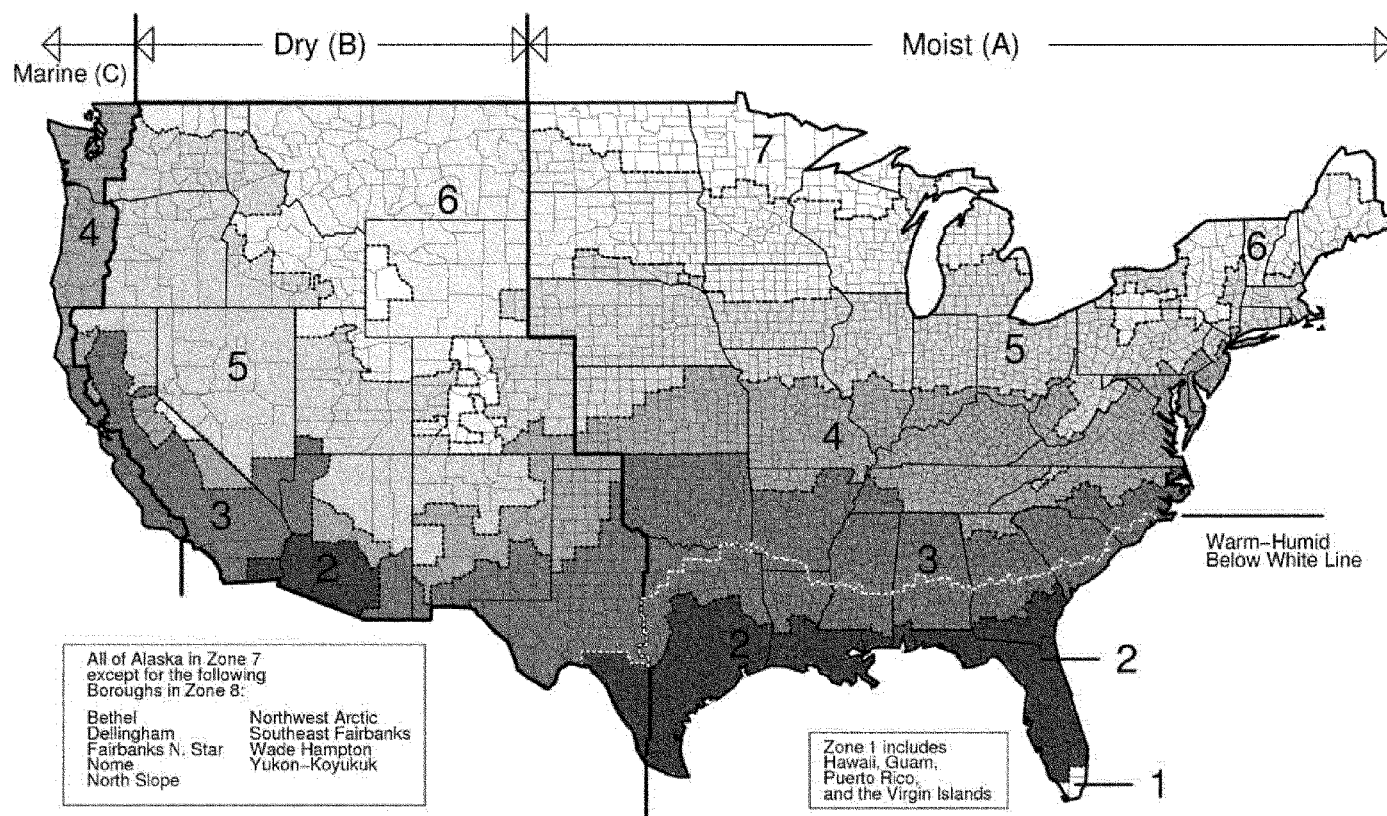 Dry (B)
Moist (A)
Marine (C)
7
6
4
6
5
5
4
3
3
2
2
2
1
Warm-Humid
Below White Line
All of Alaska in Zone 7
except for the following
Boroughs in Zone 8:
Bethel
Dellingham
Fairbanks N. Star
Nome
North Slope
Northwest Arctic
Southeast Fairbanks
Wade Hampton
Yukon-Koyukuk
Zone 1 includes
Hawaii, Guam,
Puerto Rico,
and the Virgin Islands